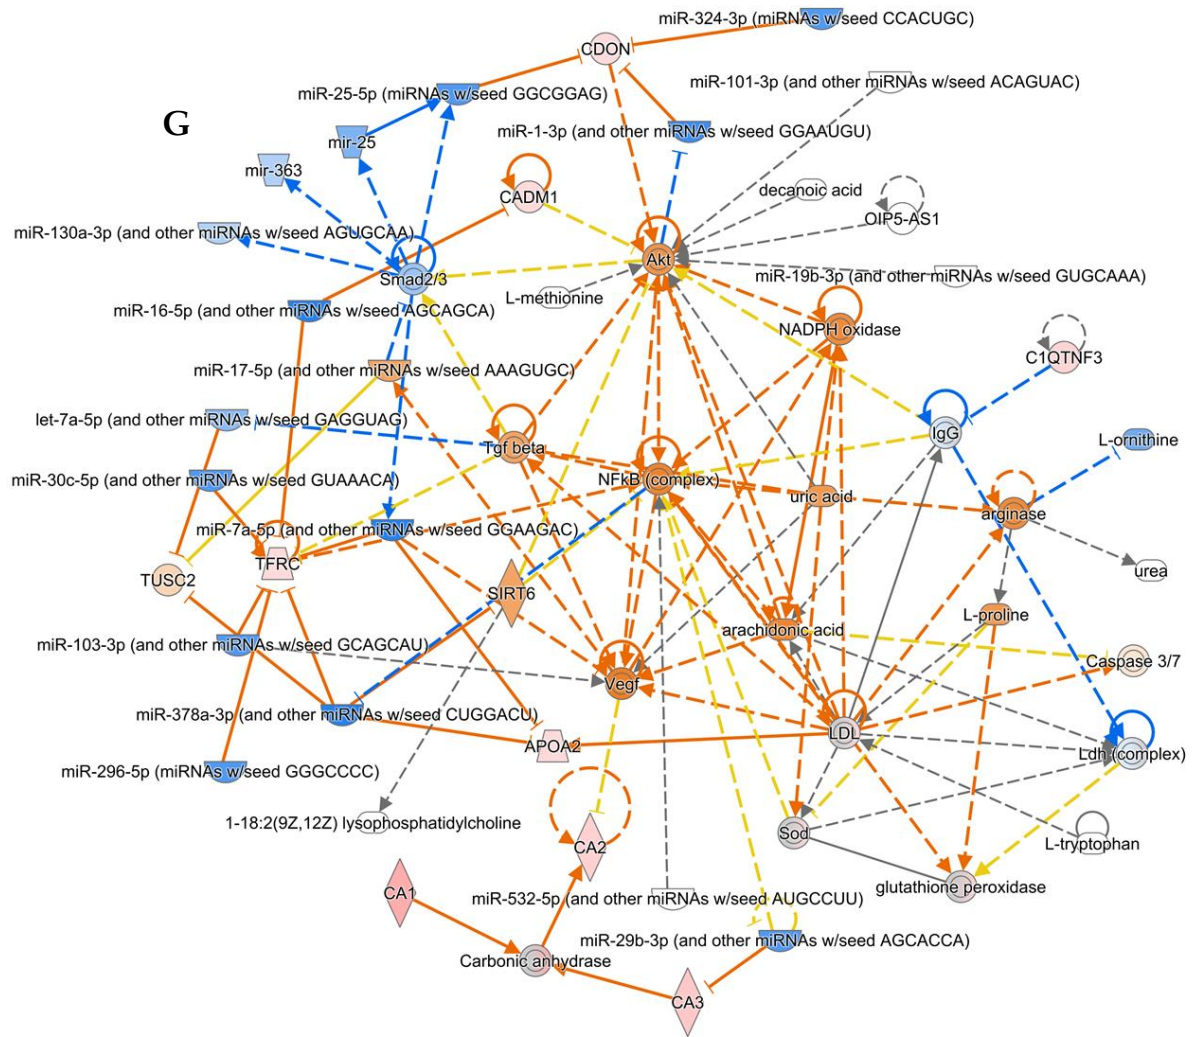 miR-324-3p (miRNAs w/seed CCACUGC)
CDON
miR-101-3p (and other miRNAs w/seed ACAGUAC)
miR-25-5p (miRNAs w/seed GGCGGAG)
G
miR-1-3p (and other miRNAs w/seed GGAAUGU)
mir-25
mir-363
CADM1
decanoic acid
OIP5-AS1
miR-130a-3p (and other miRNAs w/seed AGUGCAA)
Akt
Smad2/3
miR-19b-3p (and other miRNAs w/seed GUGCAAA)
L-methionine
miR-16-5p (and other miRNAs w/seed AGCAGCA)
NADPH oxidase
C1QTNF3
miR-17-5p (and other miRNAs w/seed AAAGUGC)
let-7a-5p (and other miRNAs w/seed GAGGUAG)
IgG
L-ornithine
Tgf beta
miR-30c-5p (and other miRNAs w/seed GUAAACA)
NFkB (complex)
uric acid
arginase
miR-7a-5p (and other miRNAs w/seed GGAAGAC)
TFRC
TUSC2
urea
SIRT6
L-proline
arachidonic acid
miR-103-3p (and other miRNAs w/seed GCAGCAU)
Caspase 3/7
Vegf
miR-378a-3p (and other miRNAs w/seed CUGGACU)
LDL
APOA2
Ldh (complex)
miR-296-5p (miRNAs w/seed GGGCCCC)
1-18:2(9Z,12Z) lysophosphatidylcholine
Sod
L-tryptophan
CA2
CA1
glutathione peroxidase
miR-532-5p (and other miRNAs w/seed AUGCCUU)
miR-29b-3p (and other miRNAs w/seed AGCACCA)
Carbonic anhydrase
CA3